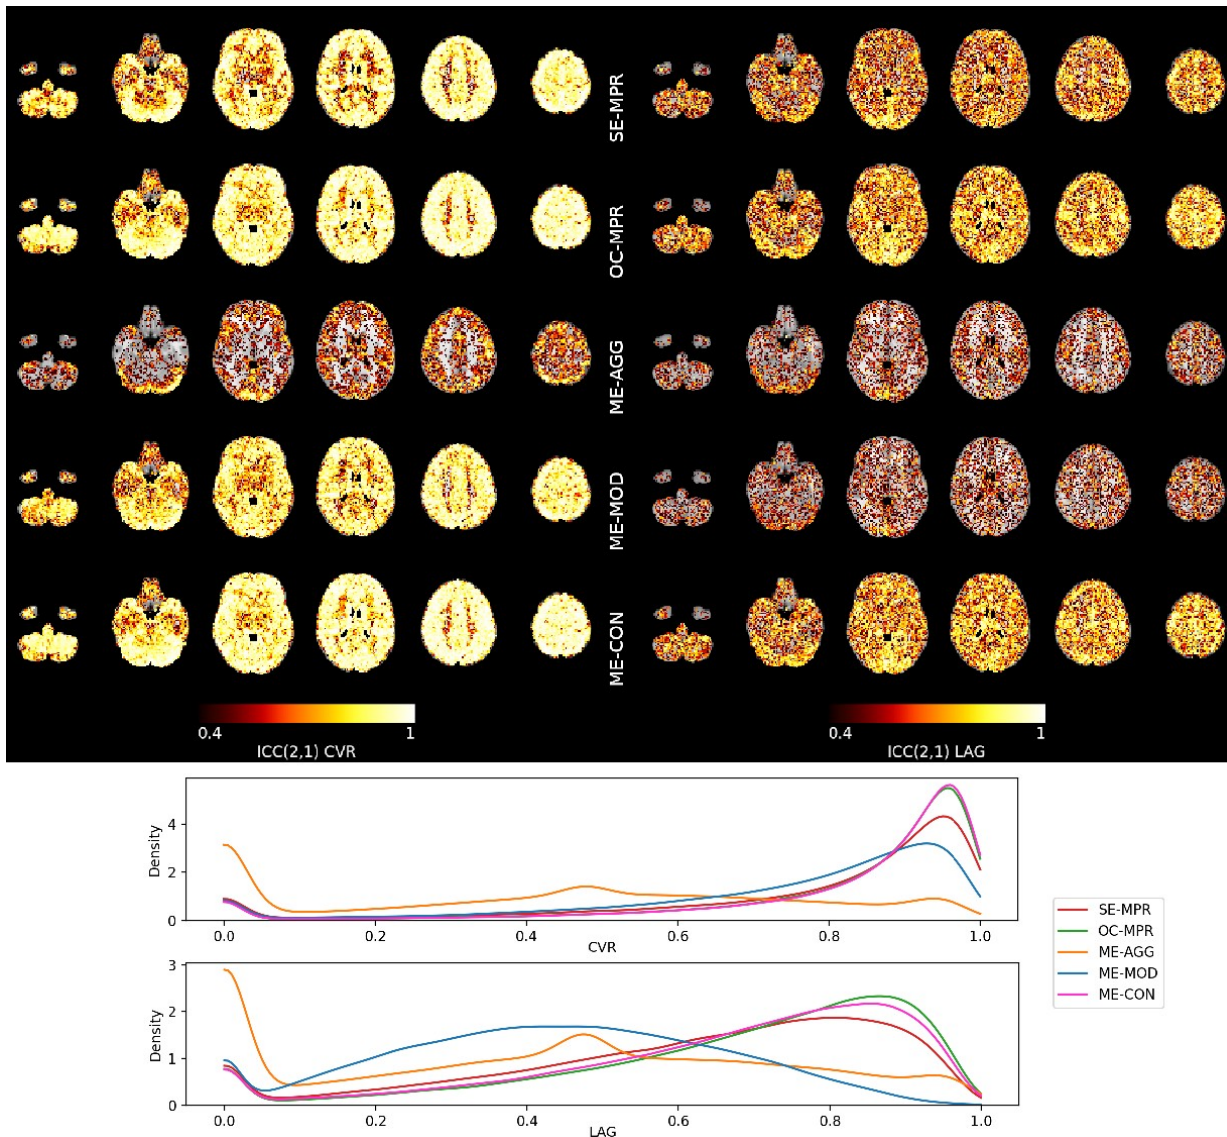 SE-MPR
OC-MPR
ME-AGG
ME-MOD
ME-CON
0.4 1
ICC(2,1) CVR
0.4 1
ICC(2,1) LAG
4
2
0
Density
0.0 0.2 0.4 0.6 0.8 1.0
CVR
3
2
1
0
Density
0.0 0.2 0.4 0.6 0.8 1.0
LAG
SE-MPR
OC-MPR
ME-AGG
ME-MOD
ME-CON